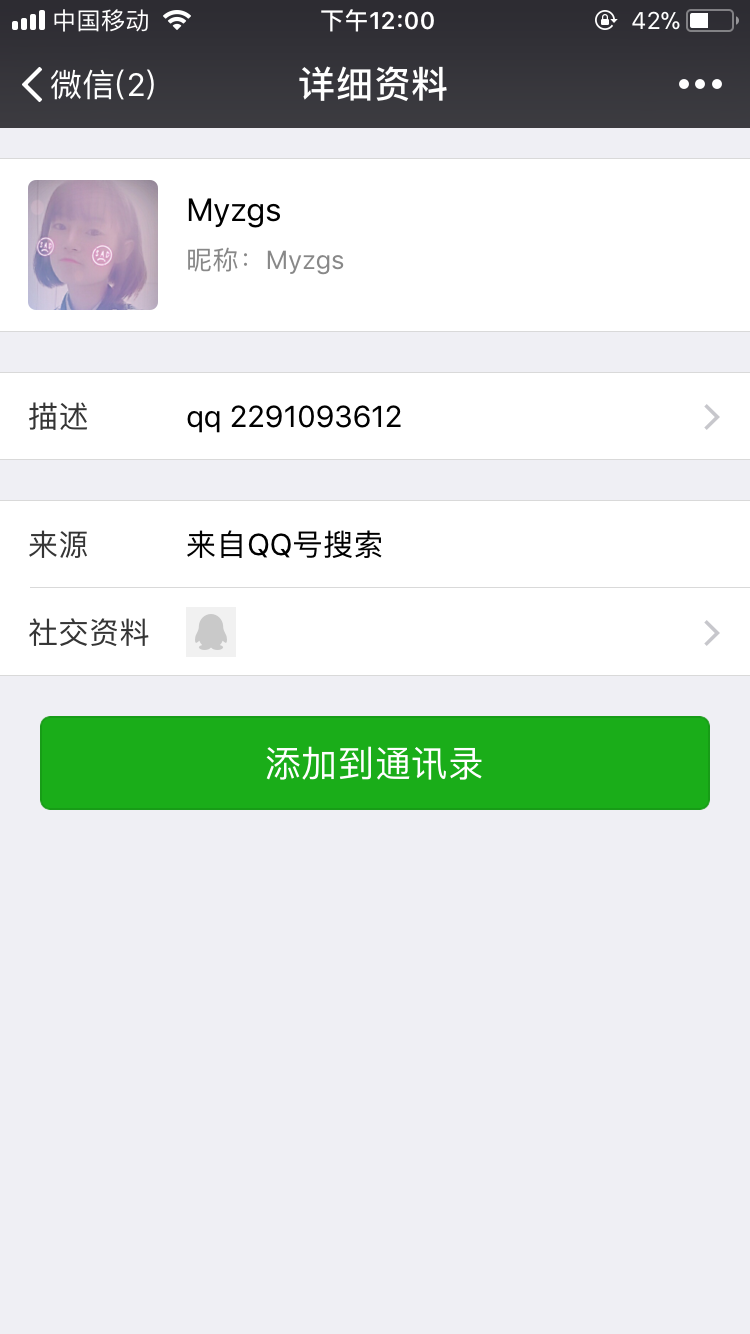 中国移动 下午12:00 42%
微信(2) 详细资料
Myzgs
昵称：Myzgs
描述 qq 2291093612
来源 来自QQ号搜索
社交资料
添加到通讯录